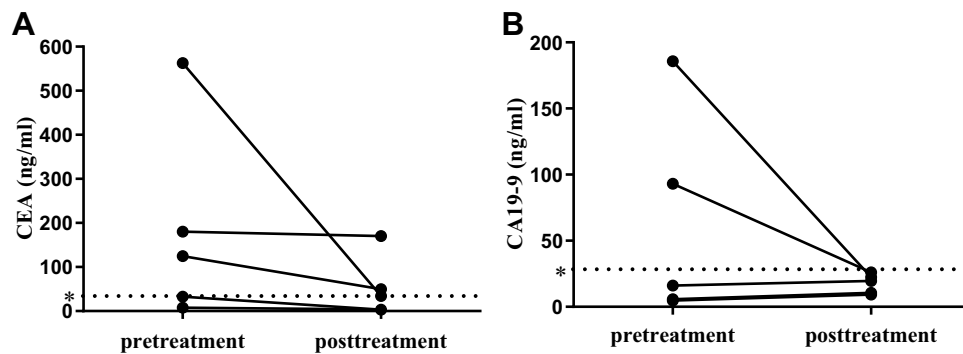 A
CEA (ng/ml)
600
500
400
300
200
100
*
0
pretreatment posttreatment
B
CA19-9 (ng/ml)
200
150
100
50
*
0
pretreatment posttreatment